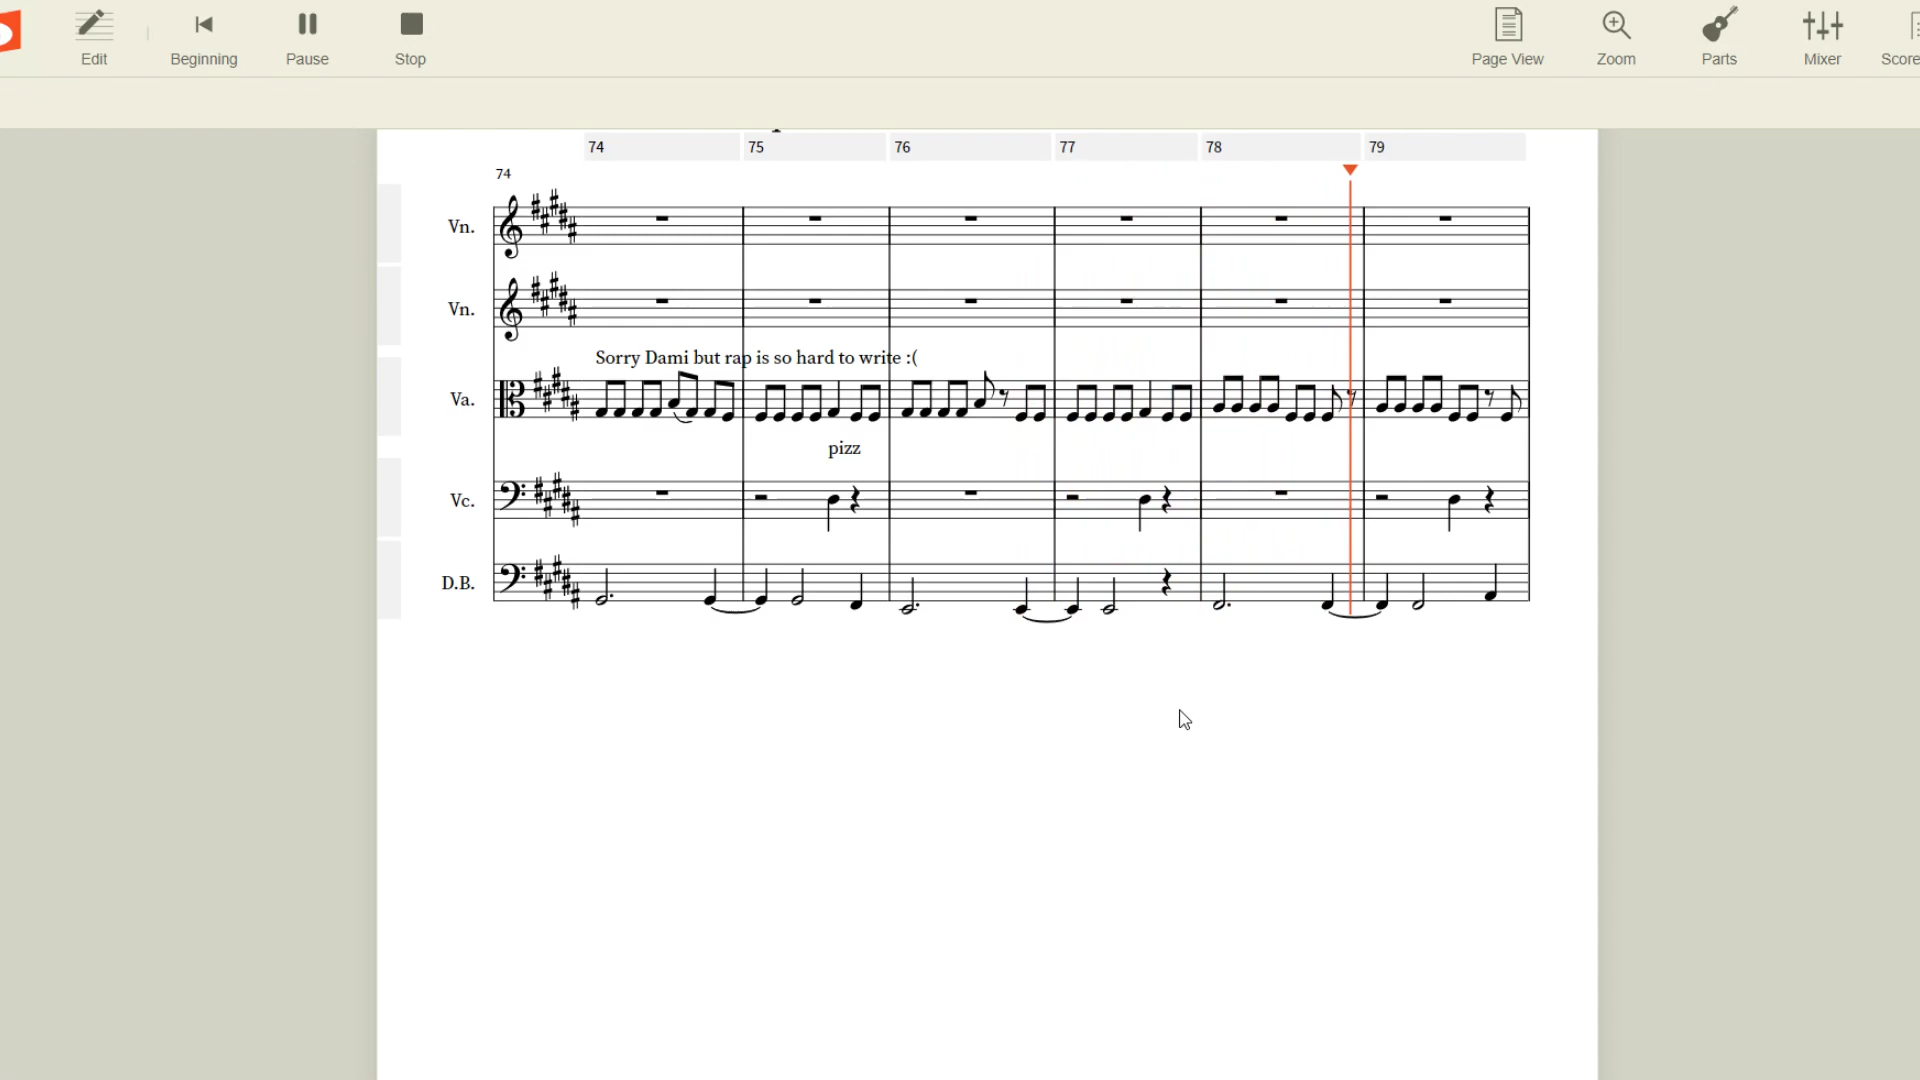 Edit Beginning Pause Stop Page View Zoom Parts Mixer Score
74 75 76 77 78 79
74
Vn.
Vn.
Sorry Dami but rap is so hard to write :(
Va.
pizz
Vc.
D.B.